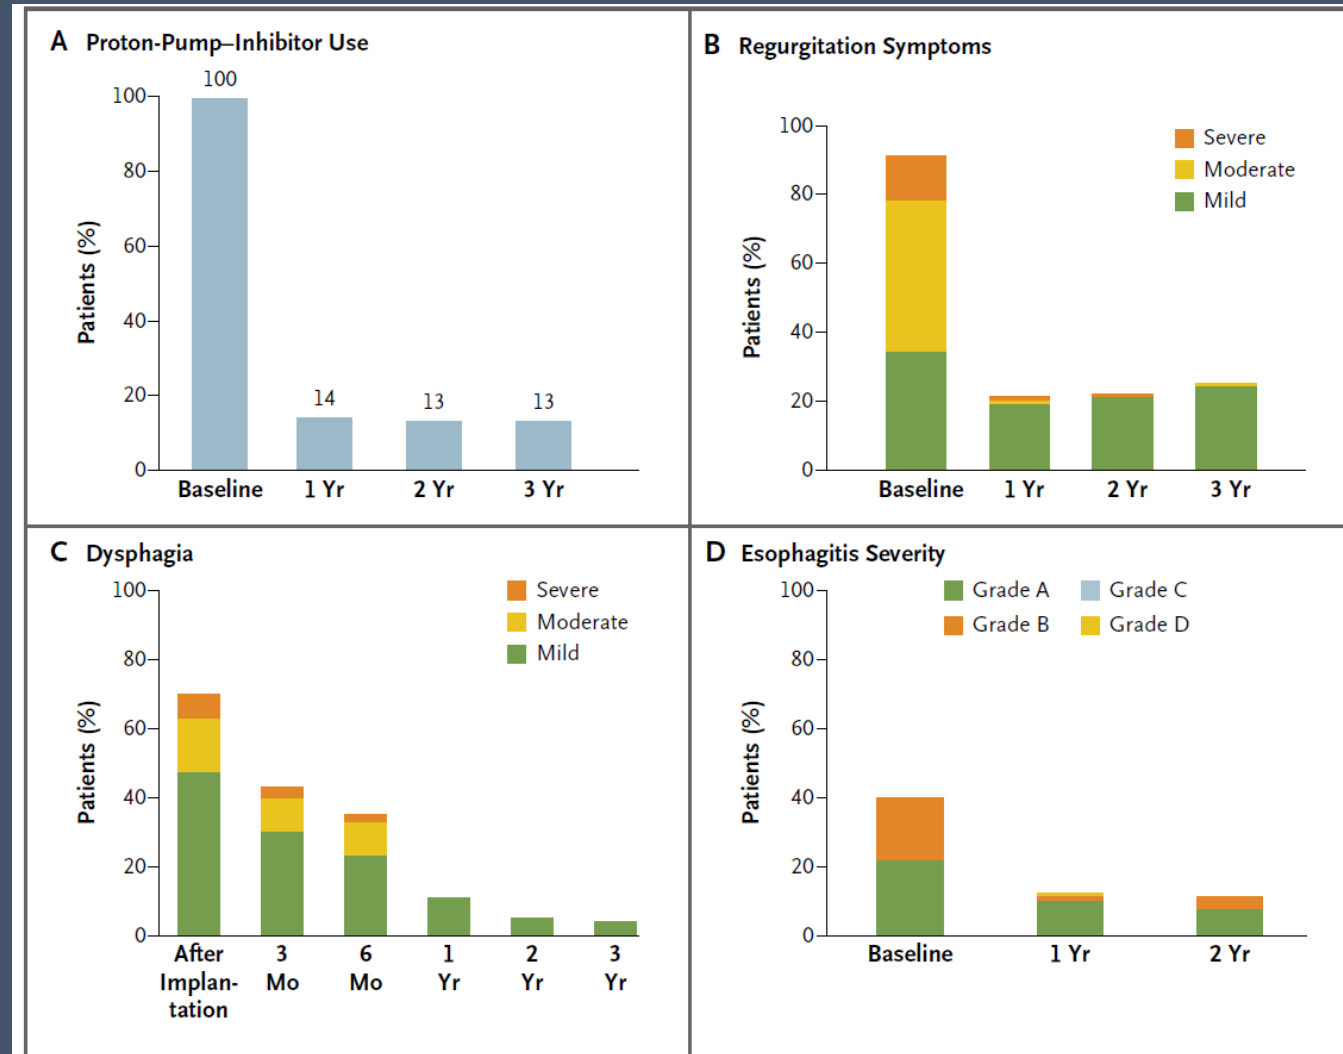 A Proton-Pump–Inhibitor Use
100
100
80
60
40
20
0
14
13
13
Patients (%)
Baseline 1 Yr 2 Yr 3 Yr
B Regurgitation Symptoms
100
80
60
40
20
0
Patients (%)
Severe
Moderate
Mild
Baseline 1 Yr 2 Yr 3 Yr
C Dysphagia
100
80
60
40
20
0
Patients (%)
Severe
Moderate
Mild
After Implan- tation
3 Mo
6 Mo
1 Yr
2 Yr
3 Yr
D Esophagitis Severity
100
80
60
40
20
0
Patients (%)
Grade A Grade C
Grade B Grade D
Baseline 1 Yr 2 Yr